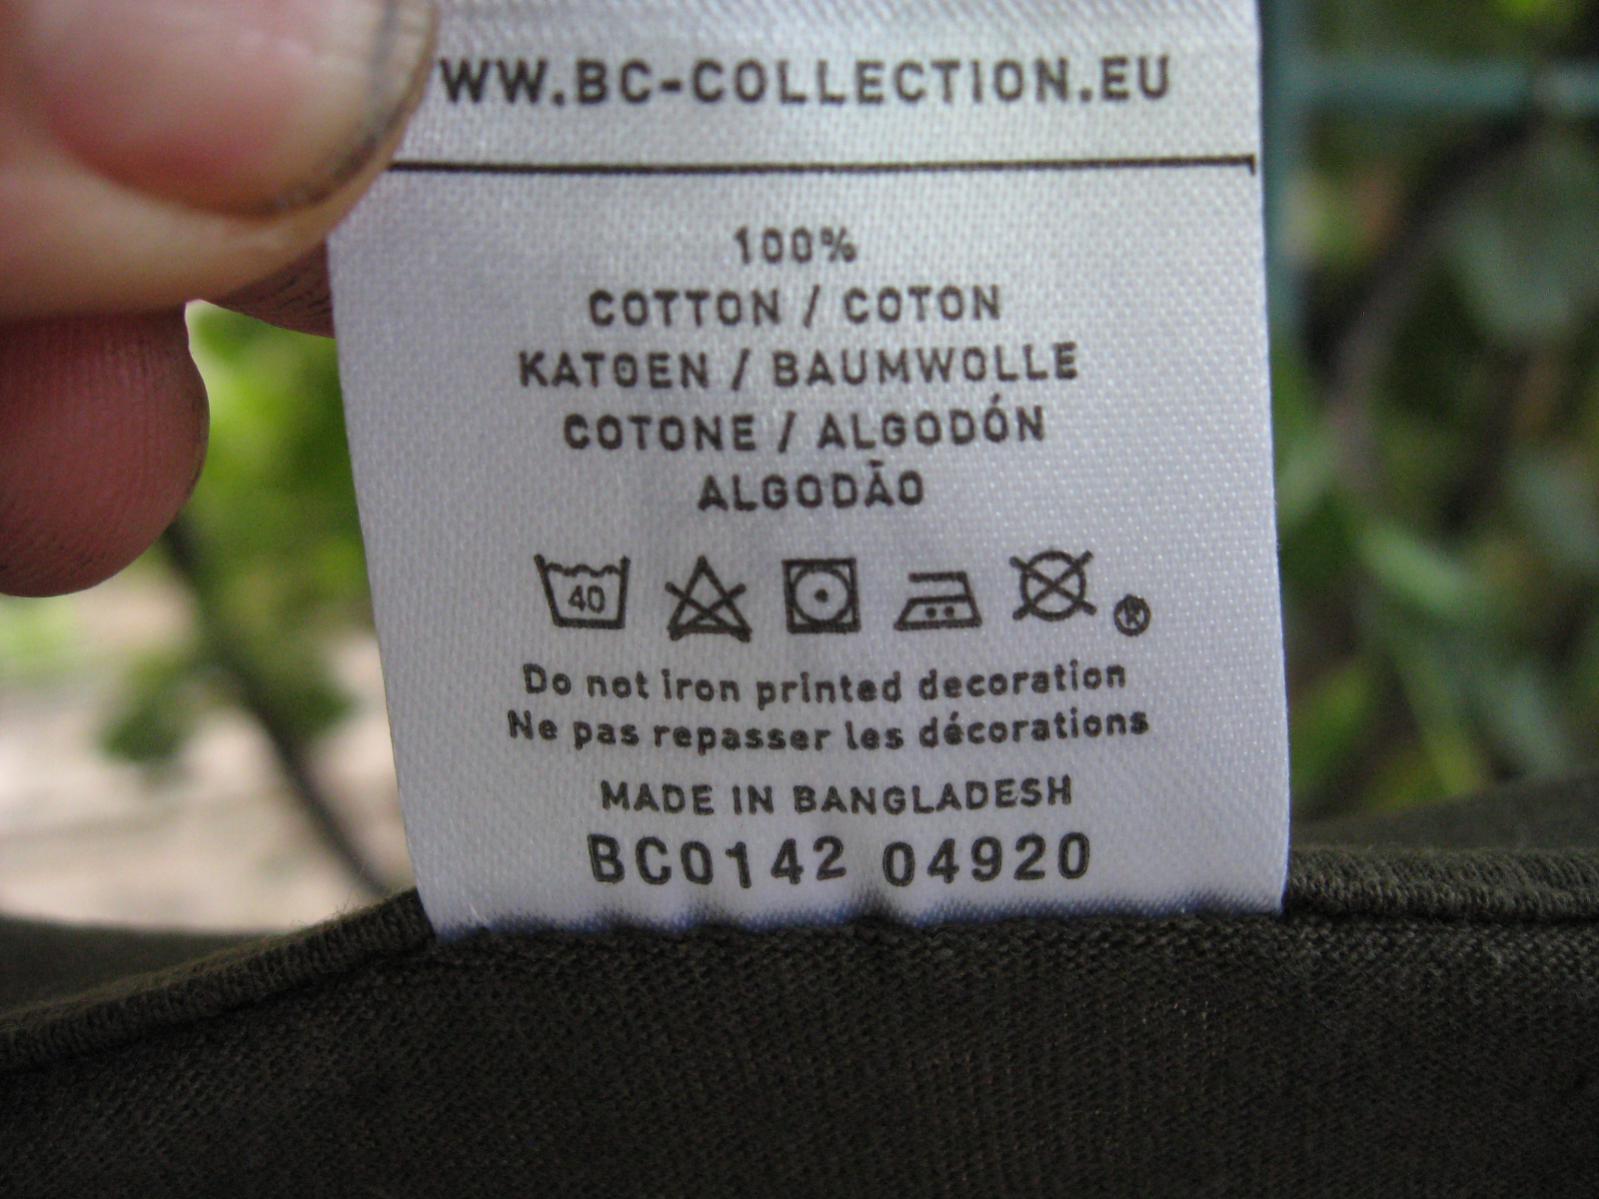 WW.BC-COLLECTION.EU
100%
COTTON / COTON
KATOEN / BAUMWOLLE
COTONE / ALGODÓN
ALGODÃO
40
®
Do not iron printed decoration
Ne pas repasser les décorations
MADE IN BANGLADESH
BC0142 04920